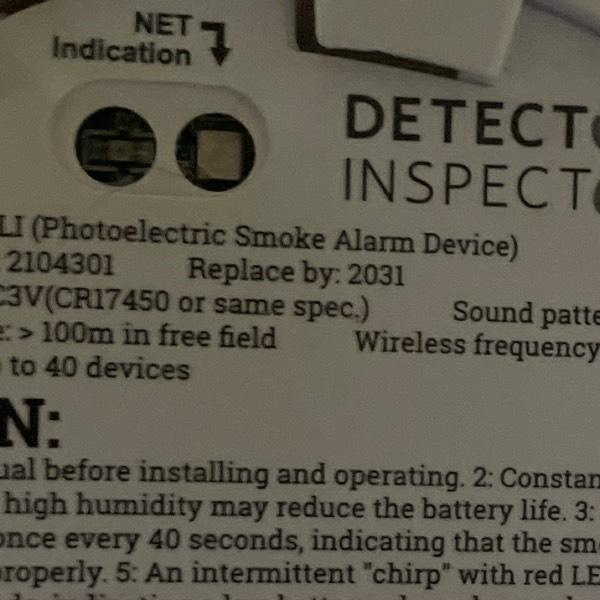 NET
Indication
DETECT
INSPECT
LI (Photoelectric Smoke Alarm Device)
2104301 Replace by: 2031
3V(CR17450 or same spec.) Sound patte
: > 100m in free field Wireless frequency
to 40 devices
N:
ual before installing and operating. 2: Constan
high humidity may reduce the battery life. 3:
once every 40 seconds, indicating that the smo
properly. 5: An intermittent "chirp" with red LE